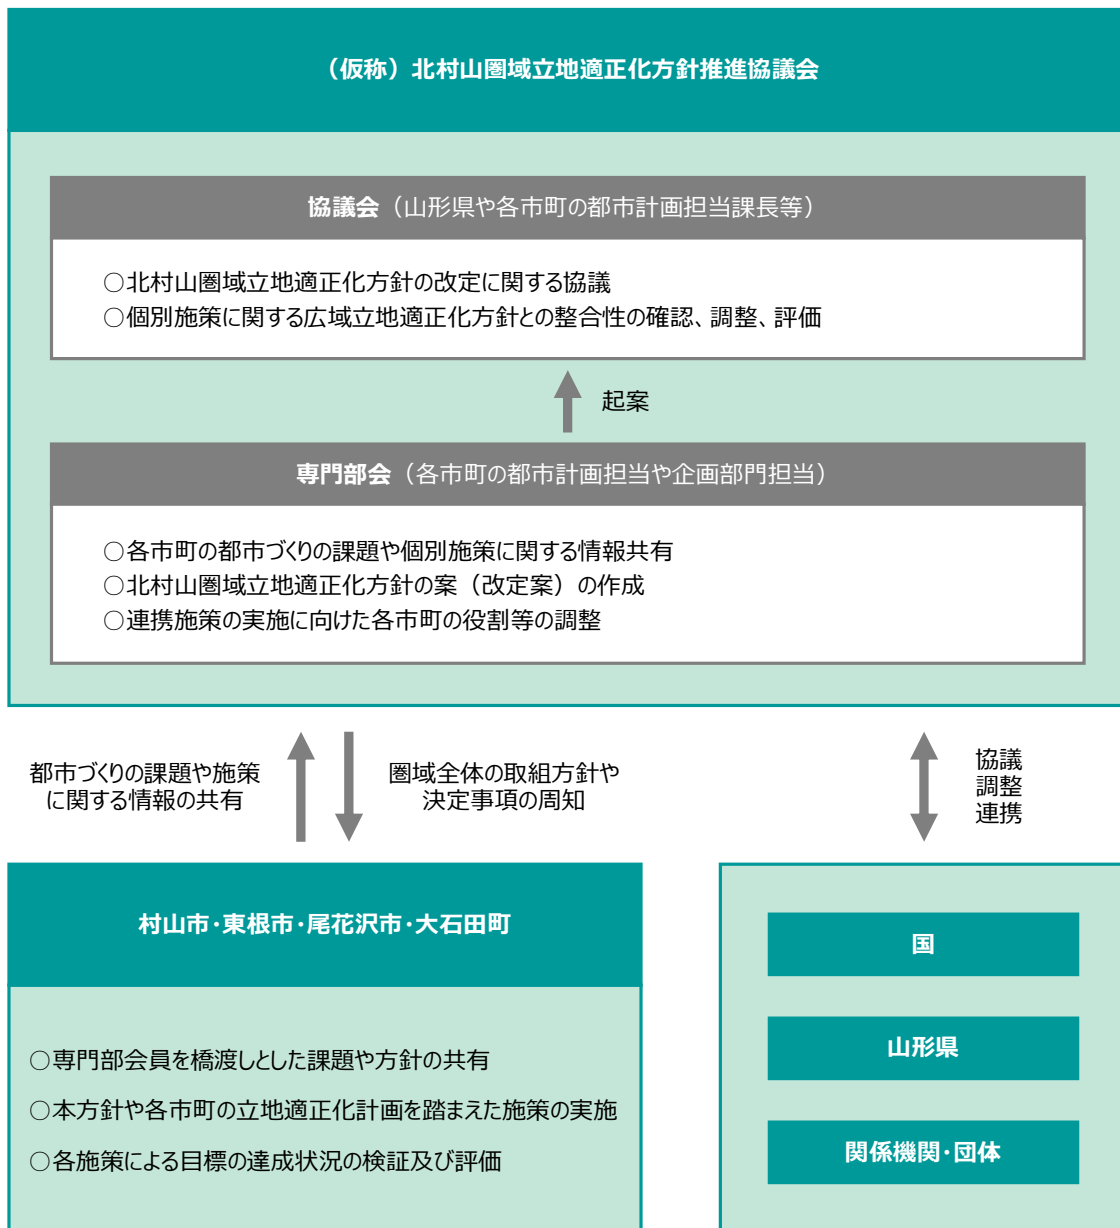 （仮称）北村山圏域立地適正化方針推進協議会
協議会（山形県や各市町の都市計画担当課長等）
○北村山圏域立地適正化方針の改定に関する協議
○個別施策に関する広域立地適正化方針との整合性の確認、調整、評価
起案
専門部会（各市町の都市計画担当や企画部門担当）
○各市町の都市づくりの課題や個別施策に関する情報共有
○北村山圏域立地適正化方針の案（改定案）の作成
○連携施策の実施に向けた各市町の役割等の調整
都市づくりの課題や施策
に関する情報の共有
圏域全体の取組方針や
決定事項の周知
協議
調整
連携
村山市・東根市・尾花沢市・大石田町
○専門部会員を橋渡しとした課題や方針の共有
○本方針や各市町の立地適正化計画を踏まえた施策の実施
○各施策による目標の達成状況の検証及び評価
国
山形県
関係機関・団体